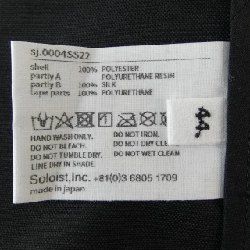 sj.0004SS22
shell 100% POLYESTER
partly A POLYURETHANE RESIN
partly B 100% SILK
tape parts 100% POLYURETHANE
HAND WASH ONLY. DO NOT IRON.
DO NOT BLEACH. DO NOT DRY CLEAN
DO NOT TUMBLE DRY. DO NOT WET CLEAN
LINE DRY IN SHADE.
Soloist.Inc. +81(0)3 6805 1709
made in japan
44